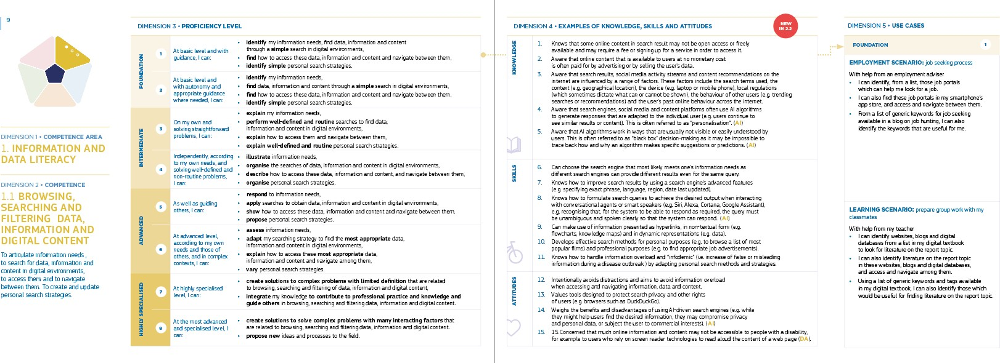 9
DIMENSION 1 • COMPETENCE AREA
1. INFORMATION AND
DATA LITERACY
DIMENSION 2 • COMPETENCE
1.1 BROWSING,
SEARCHING AND
FILTERING DATA,
INFORMATION AND
DIGITAL CONTENT
To articulate information needs ,
to search for data, information and
content in digital environments,
to access them and to navigate
between them. To create and update
personal search strategies.
DIMENSION 3 • PROFICIENCY LEVEL
FOUNDATION
1
At basic level and with
guidance, I can:
• identify my information needs, find data, information and content
through a simple search in digital environments,
• find how to access these data, information and content and navigate between them,
• identify simple personal search strategies.
2
At basic level and
with autonomy and
appropriate guidance
where needed, I can:
• identify my information needs,
• find data, information and content through a simple search in digital environments,
• find how to access these data, information and content and navigate between them.
• identify simple personal search strategies.
INTERMEDIATE
3
On my own and
solving straightforward
problems, I can:
• explain my information needs,
• perform well-defined and routine searches to find data,
information and content in digital environments,
• explain how to access them and navigate between them,
• explain well-defined and routine personal search strategies.
4
Independently, according
to my own needs, and
solving well-defined and
non-routine problems,
I can:
• illustrate information needs,
• organise the searches of data, information and content in digital environments,
• describe how to access these data, information and content, and navigate between them,
• organise personal search strategies.
ADVANCED
5
As well as guiding
others, I can:
• respond to information needs,
• apply searches to obtain data, information and content in digital environments,
• show how to access these data, information and content and navigate between them.
• propose personal search strategies.
6
At advanced level,
according to my own
needs and those of
others, and in complex
contexts, I can:
• assess information needs,
• adapt my searching strategy to find the most appropriate data,
information and content in digital environments,
• explain how to access these most appropriate data,
information and content and navigate among them,
• vary personal search strategies.
HIGHLY SPECIALISED
7
At highly specialised
level, I can:
• create solutions to complex problems with limited definition that are related
to browsing, searching and filtering of data, information and digital content,
• integrate my knowledge to contribute to professional practice and knowledge and
guide others in browsing, searching and filtering data, information and digital content.
8
At the most advanced
and specialised level, I
can:
• create solutions to solve complex problems with many interacting factors that
are related to browsing, searching and filtering data, information and digital content.
• propose new ideas and processes to the field.
DIMENSION 4 • EXAMPLES OF KNOWLEDGE, SKILLS AND ATTITUDES
NEW
IN 2.2
KNOWLEDGE
1. Knows that some online content in search result may not be open access or freely
available and may require a fee or signing up for a service in order to access it.
2. Aware that online content that is available to users at no monetary cost
is often paid for by advertising or by selling the user's data.
3. Aware that search results, social media activity streams and content recommendations on the
internet are influenced by a range of factors. These factors include the search terms used, the
context (e.g. geographical location), the device (e.g. laptop or mobile phone), local regulations
(which sometimes dictate what can or cannot be shown), the behaviour of other users (e.g. trending
searches or recommendations) and the user's past online behaviour across the internet.
4. Aware that search engines, social media and content platforms often use AI algorithms
to generate responses that are adapted to the individual user (e.g. users continue to
see similar results or content). This is often referred to as "personalisation". (AI)
5. Aware that AI algorithms work in ways that are usually not visible or easily understood by
users. This is often referred to as "black box" decision-making as it may be impossible to
trace back how and why an algorithm makes specific suggestions or predictions. (AI)
SKILLS
6. Can choose the search engine that most likely meets one's information needs as
different search engines can provide different results even for the same query.
7. Knows how to improve search results by using a search engine's advanced features
(e.g. specifying exact phrase, language, region, date last updated).
8. Knows how to formulate search queries to achieve the desired output when interacting
with conversational agents or smart speakers (e.g. Siri, Alexa, Cortana, Google Assistant),
e.g. recognising that, for the system to be able to respond as required, the query must
be unambiguous and spoken clearly so that the system can respond.. (AI)
9. Can make use of information presented as hyperlinks, in non-textual form (e.g.
flowcharts, knowledge maps) and in dynamic representations (e.g. data).
10. Develops effective search methods for personal purposes (e.g. to browse a list of most
popular films) and professional purposes (e.g. to find appropriate job advertisements).
11. Knows how to handle information overload and "infodemic" (i.e. increase of false or misleading
information during a disease outbreak ) by adapting personal search methods and strategies.
ATTITUDES
12. Intentionally avoids distractions and aims to avoid information overload
when accessing and navigating information, data and content.
13. Values tools designed to protect search privacy and other rights
of users (e.g. browsers such as DuckDuckGo).
14. Weighs the benefits and disadvantages of using AI-driven search engines (e.g. while
they might help users find the desired information, they may compromise privacy
and personal data, or subject the user to commercial interests). (AI)
15. 15.Concerned that much online information and content may not be accessible to people with a disability,
for example to users who rely on screen reader technologies to read aloud the content of a web page (DA).
DIMENSION 5 • USE CASES
FOUNDATION 1
EMPLOYMENT SCENARIO: job seeking process
With help from an employment adviser
• I can identify, from a list, those job portals
which can help me look for a job.
• I can also find these job portals in my smartphone's
app store, and access and navigate between them.
• From a list of generic keywords for job seeking
available in a blog on job hunting, I can also
identify the keywords that are useful for me.
LEARNING SCENARIO: prepare group work with my
classmates
With help from my teacher
• I can identify websites, blogs and digital
databases from a list in my digital textbook
to look for literature on the report topic.
• I can also identify literature on the report topic
in these websites, blogs and digital databases,
and access and navigate among them.
• Using a list of generic keywords and tags available
in my digital textbook, I can also identify those which
would be useful for finding literature on the report topic.